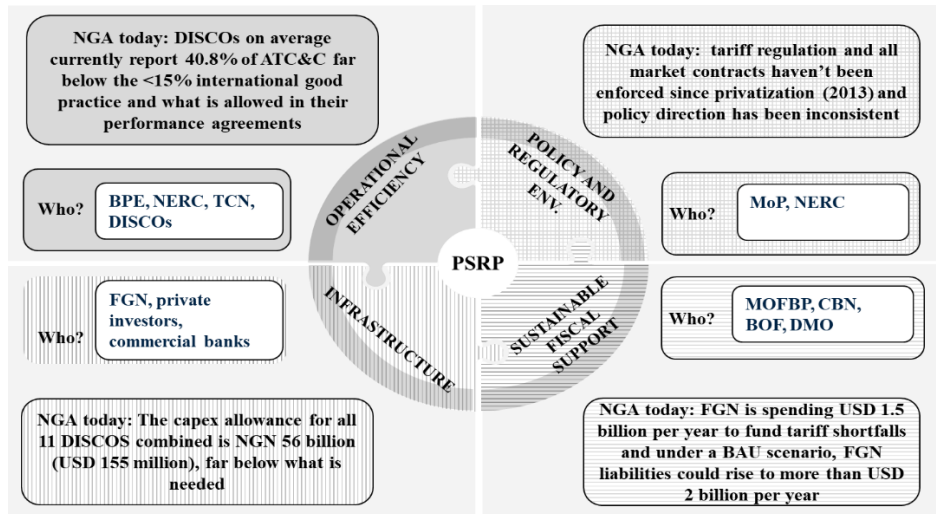 NGA today: DISCOs on average
currently report 40.8% of ATC&C far
below the <15% international good
practice and what is allowed in their
performance agreements
NGA today: tariff regulation and all
market contracts haven't been
enforced since privatization (2013) and
policy direction has been inconsistent
Who?
BPE, NERC, TCN,
DISCOs
OPERATIONAL
EFFICIENCY
POLICY AND
REGULATORY
ENV.
Who?
MoP, NERC
PSRP
Who?
FGN, private
investors,
commercial banks
INFRASTRUCTURE
SUSTAINABLE
FISCAL
SUPPORT
Who?
MOFBP, CBN,
BOF, DMO
NGA today: The capex allowance for all
11 DISCOS combined is NGN 56 billion
(USD 155 million), far below what is
needed
NGA today: FGN is spending USD 1.5
billion per year to fund tariff shortfalls
and under a BAU scenario, FGN
liabilities could rise to more than USD
2 billion per year